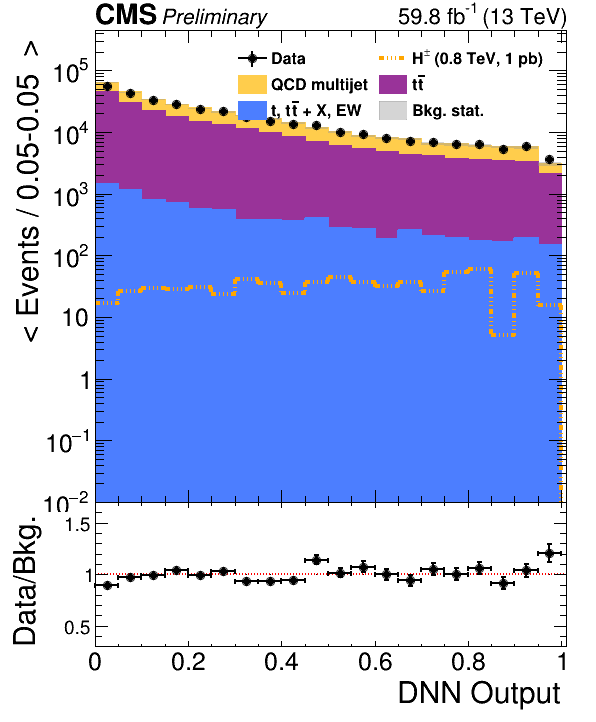 CMS Preliminary 59.8 fb⁻¹ (13 TeV)
Data H± (0.8 TeV, 1 pb)
QCD multijet tt̄
t, tt̄ + X, EW Bkg. stat.
< Events / 0.05-0.05 >
10⁵
10⁴
10³
10²
10
1
10⁻¹
10⁻²
Data/Bkg.
1.5
1
0.5
0 0.2 0.4 0.6 0.8 1
DNN Output